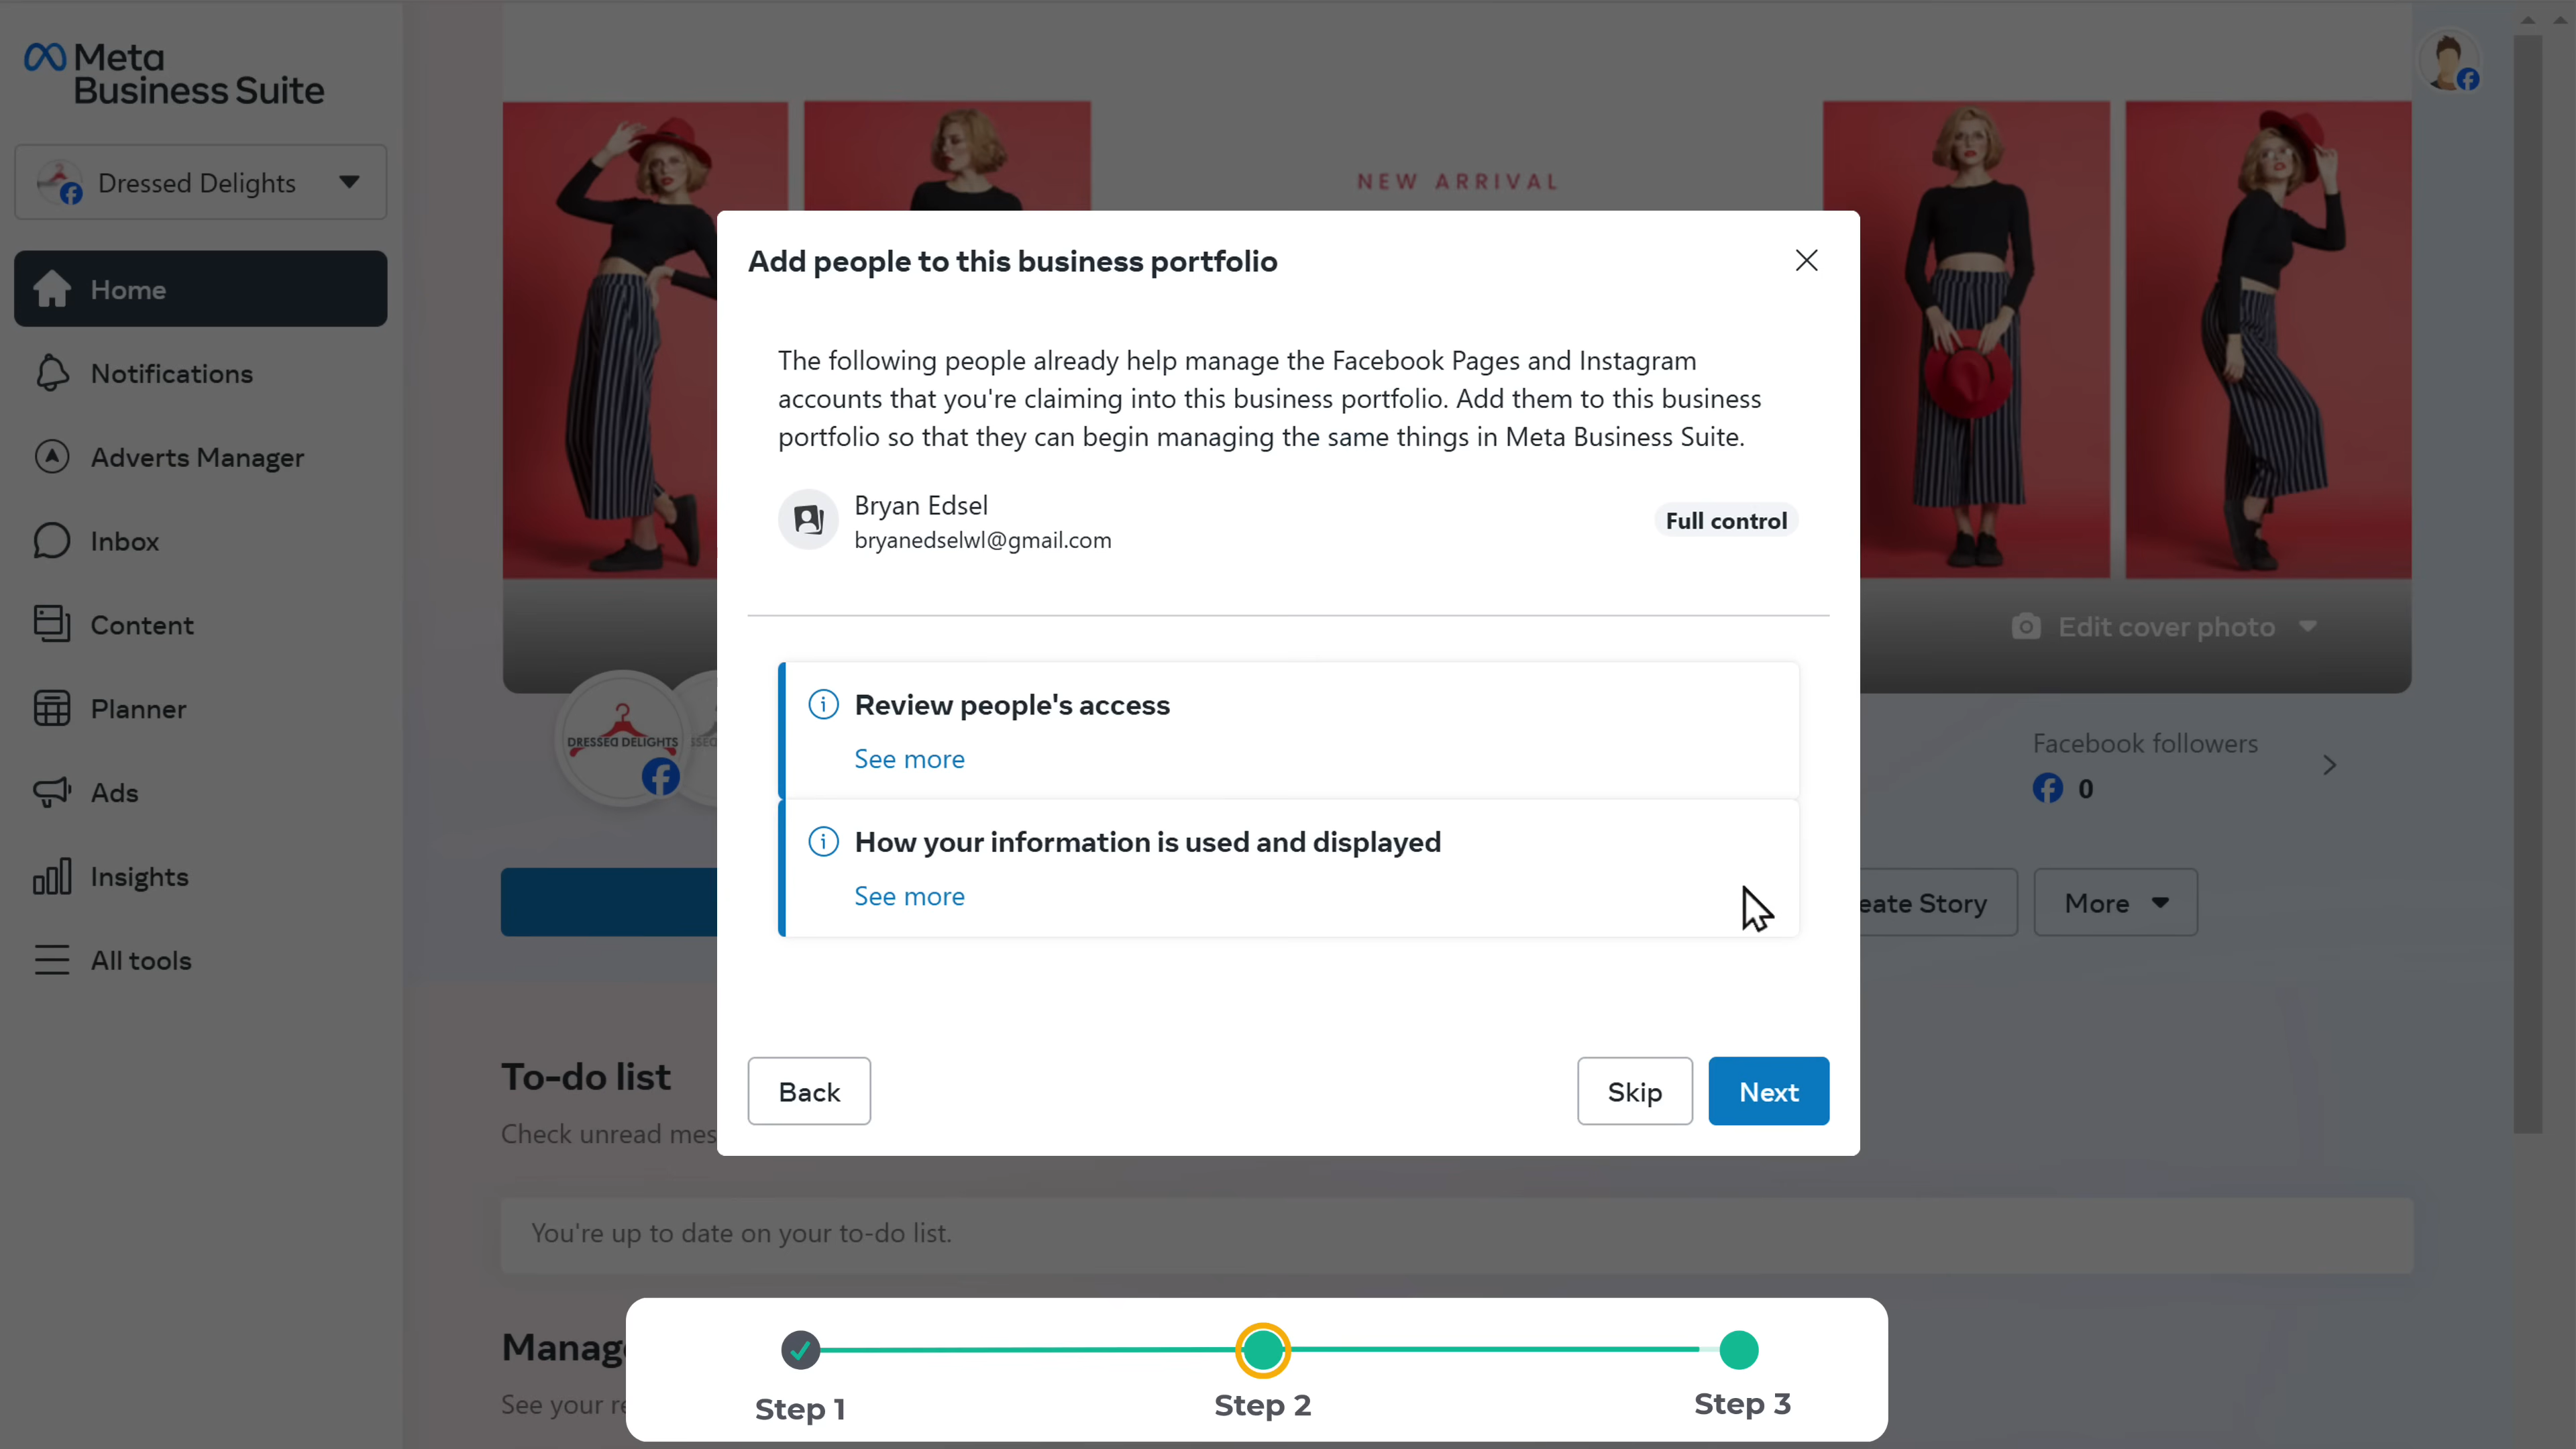 Meta
Business Suite
Dressed Delights
Home
Notifications
Adverts Manager
Inbox
Content
Planner
Ads
Insights
All tools
NEW ARRIVAL
Add people to this business portfolio
The following people already help manage the Facebook Pages and Instagram
accounts that you're claiming into this business portfolio. Add them to this business
portfolio so that they can begin managing the same things in Meta Business Suite.
Bryan Edsel
bryanedselwl@gmail.com
Full control
Review people's access
See more
How your information is used and displayed
See more
Back
Skip
Next
Edit cover photo
DRESSED DELIGHTS
Facebook followers
0
eate Story
More
To-do list
Check unread mes
You're up to date on your to-do list.
Manag
See your re
Step 1
Step 2
Step 3